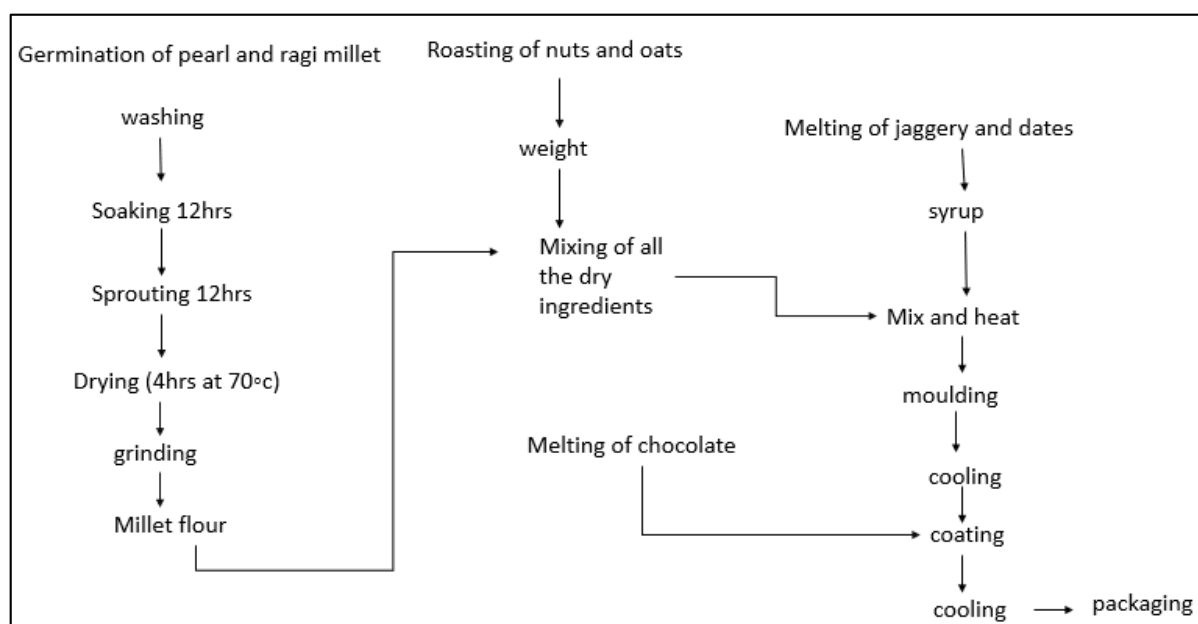 Germination of pearl and ragi millet
washing
Soaking 12hrs
Sprouting 12hrs
Drying (4hrs at 70°c)
grinding
Millet flour
Roasting of nuts and oats
weight
Mixing of all
the dry
ingredients
Melting of chocolate
Melting of jaggery and dates
syrup
Mix and heat
moulding
cooling
coating
cooling
packaging